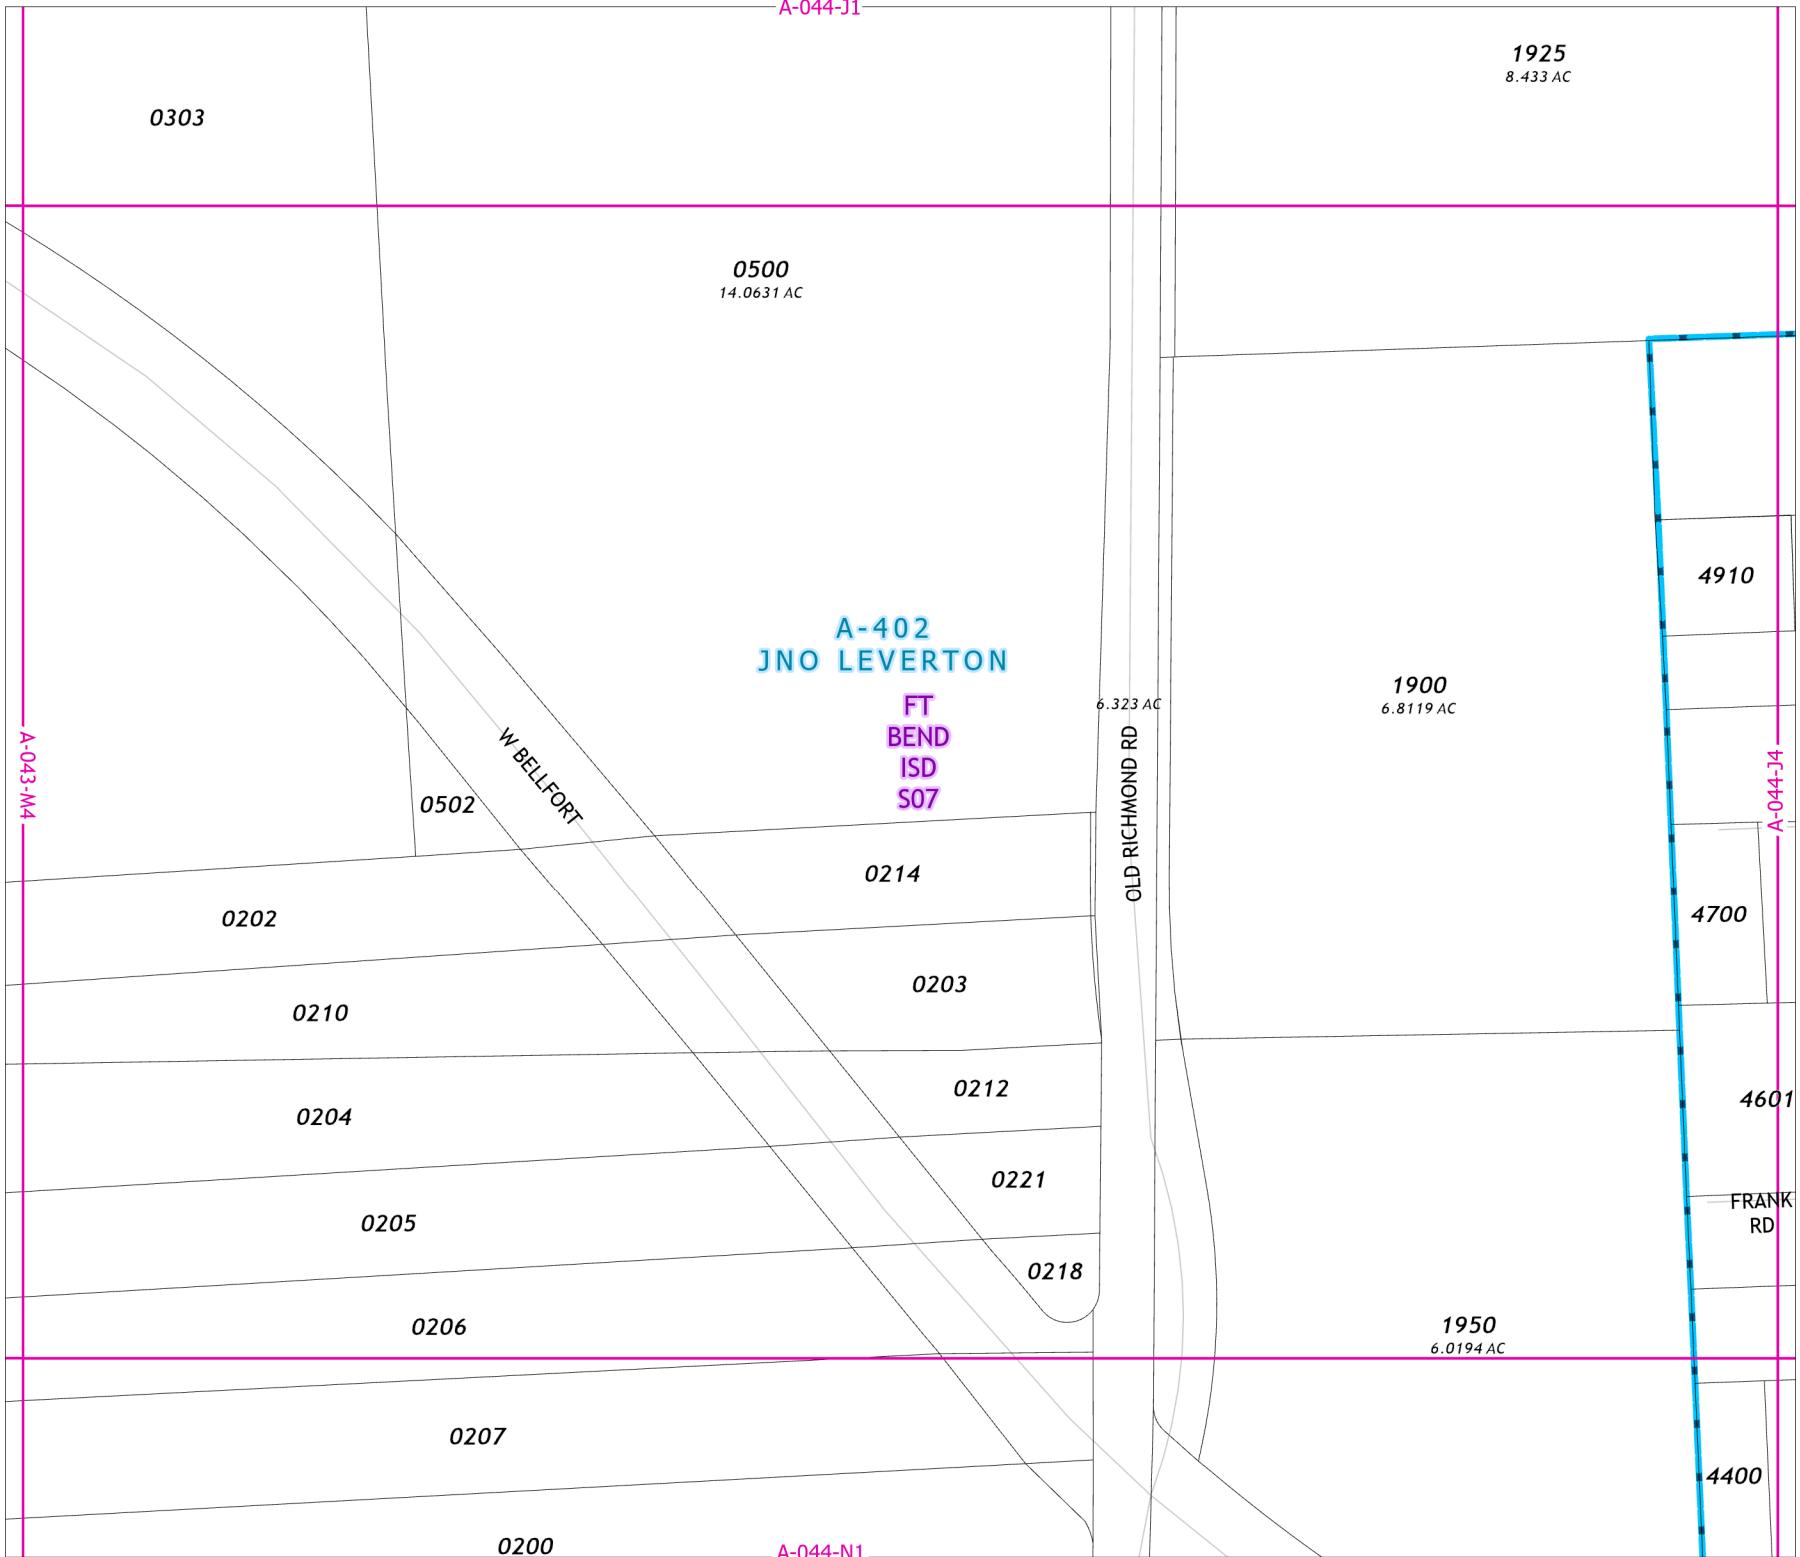 A-044-J1
1925
8.433 AC
0303
0500
14.0631 AC
4910
A-402
JNO LEVERTON
1900
6.8119 AC
6.323 AC
FT
BEND
ISD
S07
W BELLFORT
OLD RICHMOND RD
A-043-M4
A-044-J4
0502
0214
0202
4700
0203
0210
0212
4601
0204
0221
FRANK
RD
0205
0218
0206
1950
6.0194 AC
0207
4400
0200
A-044-N1